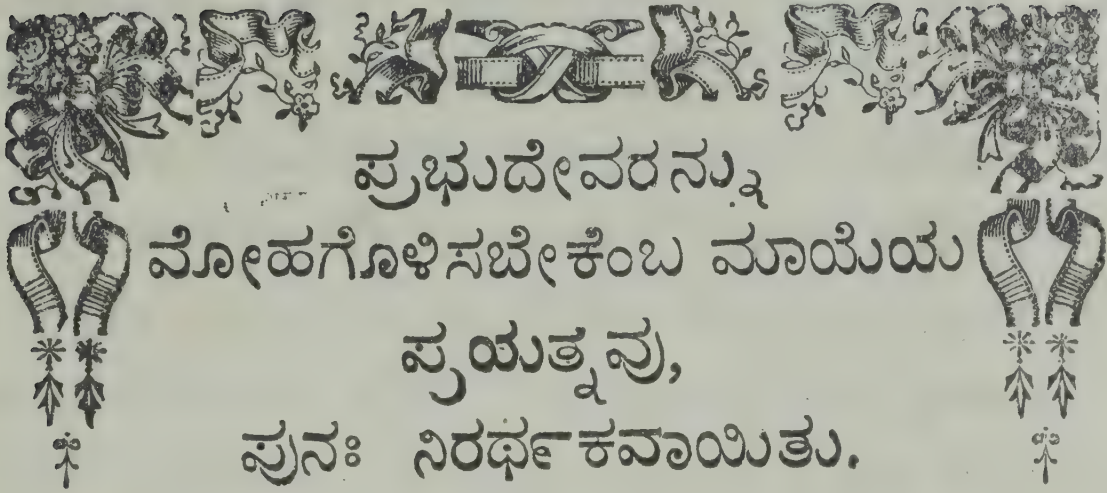 ಪ್ರಭುದೇವರನ್ನು
ಮೋಹಗೊಳಿಸಬೇಕೆಂಬ ಮಾಯೆಯ
ಪ್ರಯತ್ನವು,
ಪುನಃ ನಿರರ್ಥಕವಾಯಿತು.